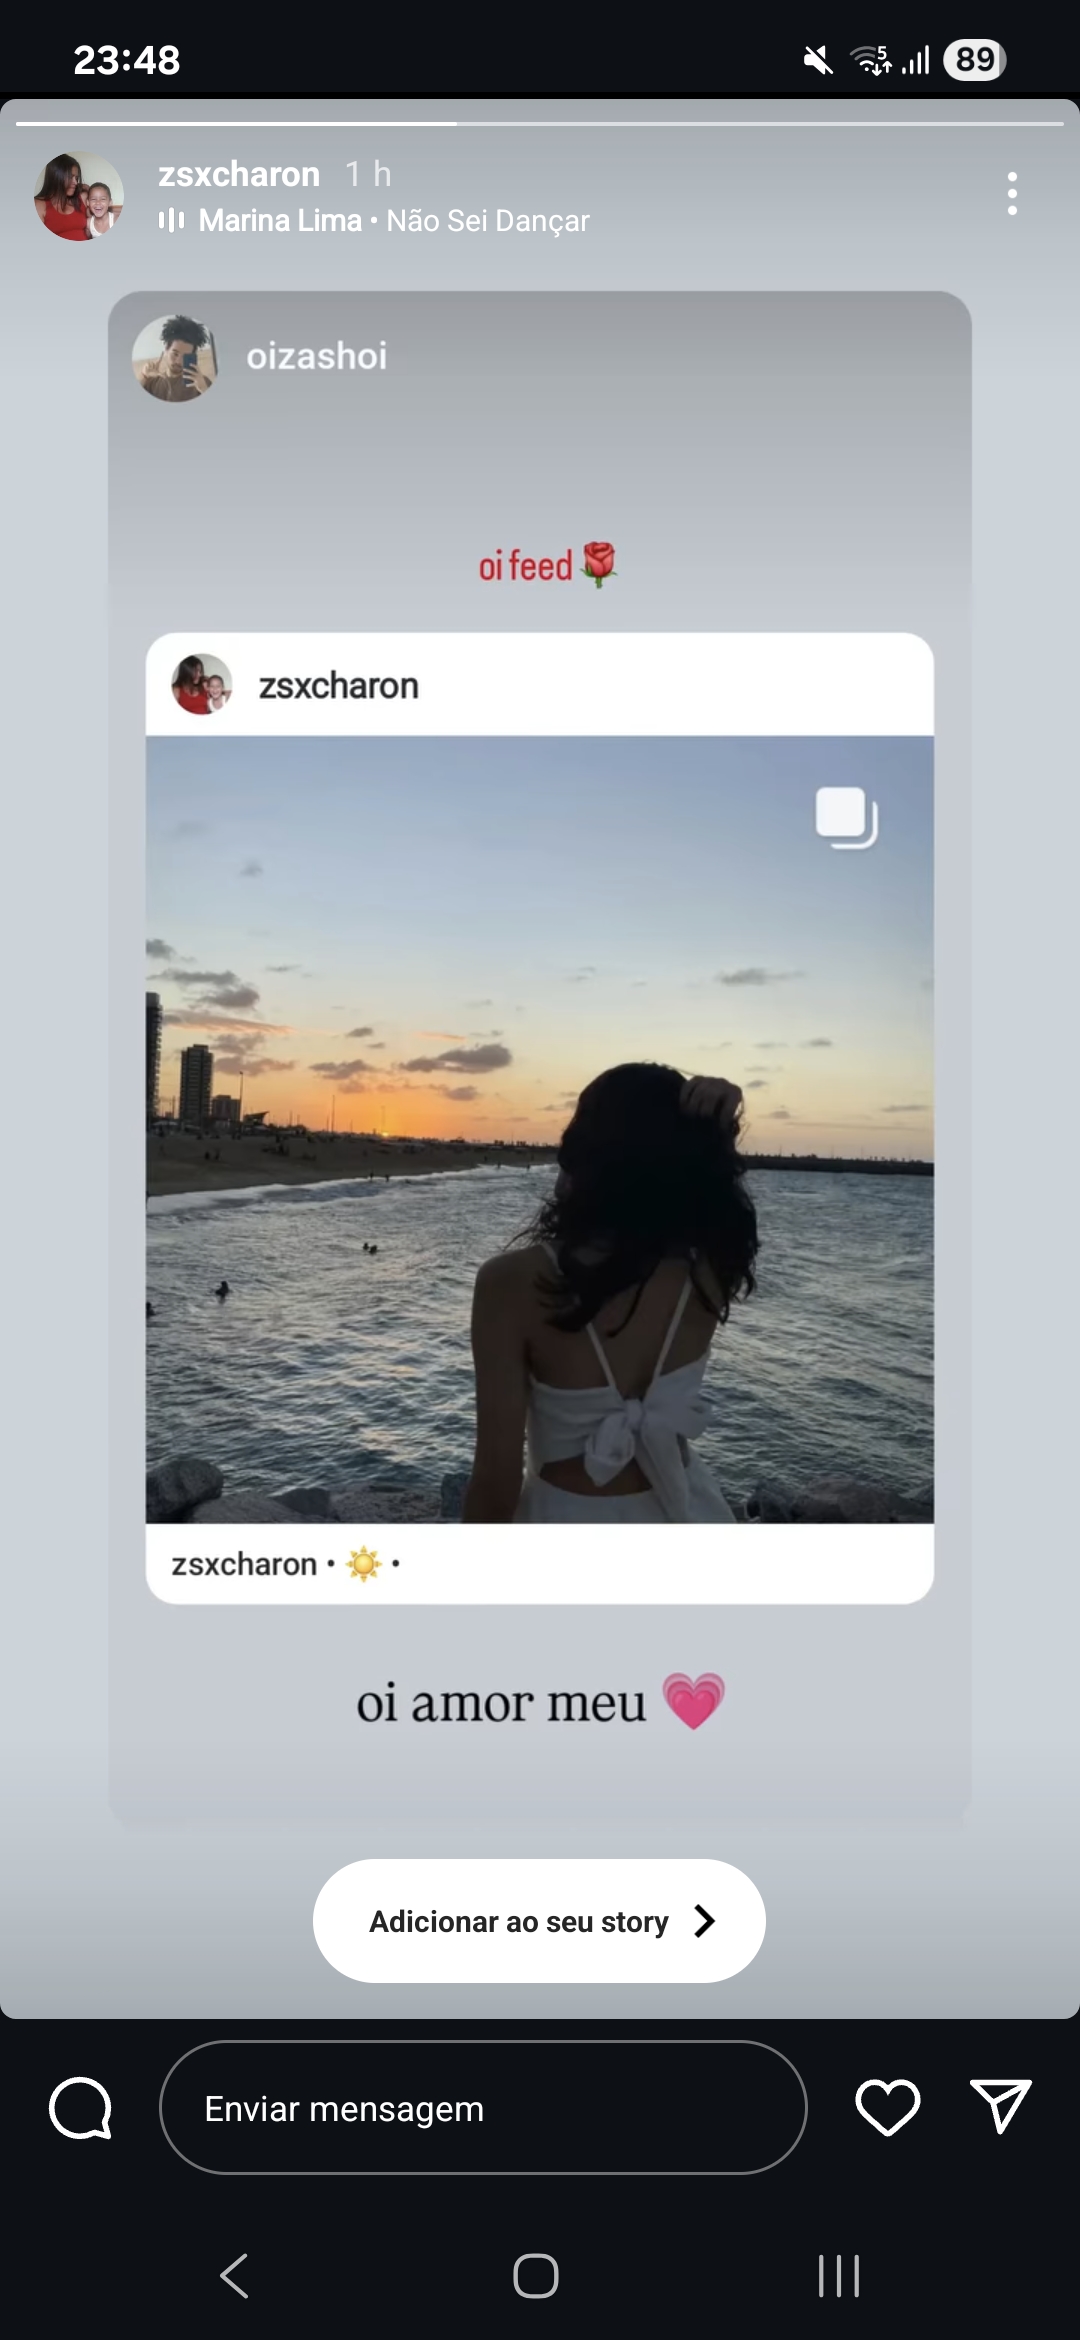 23:48
5
89
zsxcharon 1 h
Marina Lima • Não Sei Dançar
oizashoi
oi feed🌹
zsxcharon
zsxcharon • ☀️ •
oi amor meu 💗
Adicionar ao seu story
Enviar mensagem